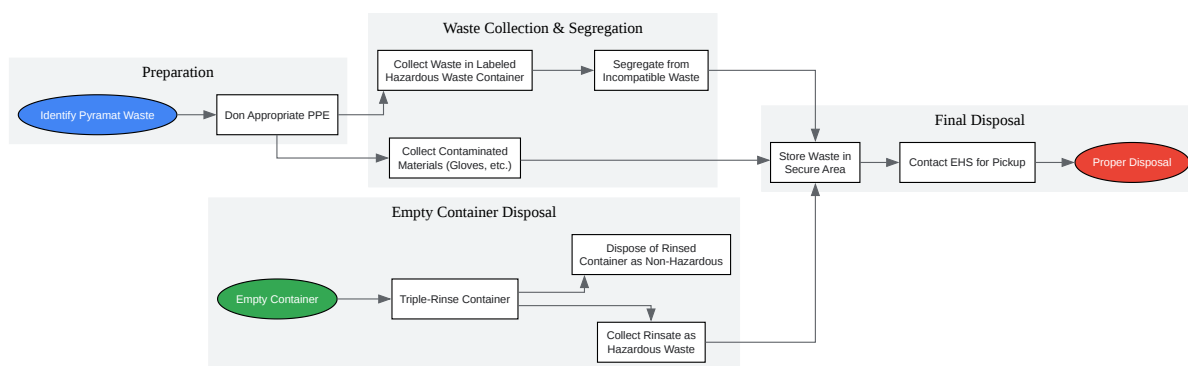 Waste Collection & Segregation
Preparation
Collect Waste in Labeled
Hazardous Waste Container
Segregate from
Incompatible Waste
Identify Pyramat Waste
Don Appropriate PPE
Collect Contaminated
Materials (Gloves, etc.)
Final Disposal
Store Waste in
Secure Area
Contact EHS for Pickup
Proper Disposal
Empty Container Disposal
Dispose of Rinsed
Container as Non-Hazardous
Empty Container
Triple-Rinse Container
Collect Rinsate as
Hazardous Waste